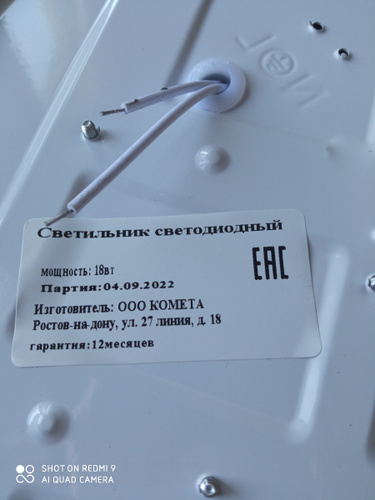 Светильник светодиодный
мощность: 18вт
Партия:04.09.2022
EAC
Изготовитель: ООО КОМЕТА
Ростов-на-дону, ул. 27 линия, д. 18
гарантия:12месяцев
SHOT ON REDMI 9
AI QUAD CAMERA